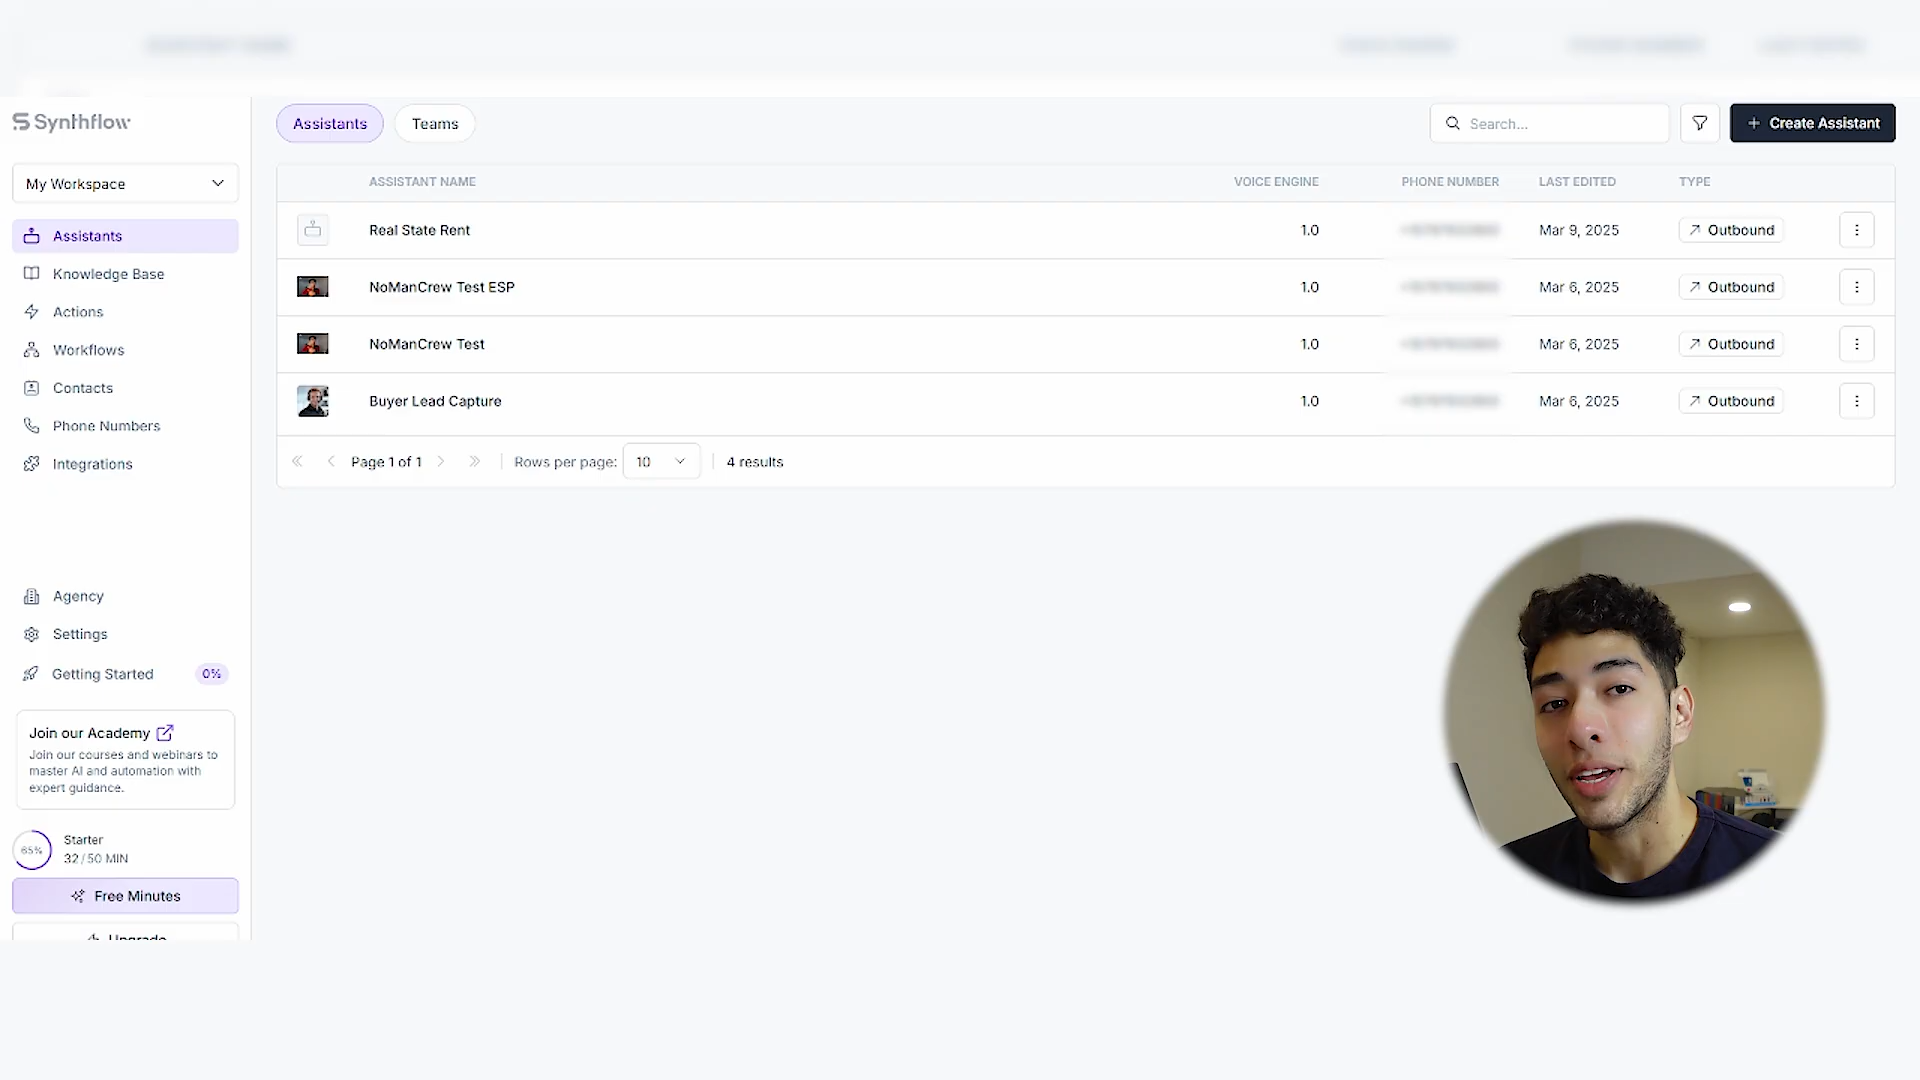 Synthflow
My Workspace
Assistants
Knowledge Base
Actions
Workflows
Contacts
Phone Numbers
Integrations
Agency
Settings
Getting Started 0%
Join our Academy
Join our courses and webinars to
master AI and automation with
expert guidance.
65%
Starter
32 / 50 MIN
Free Minutes
Upgrade
Assistants Teams
Search...
+ Create Assistant
ASSISTANT NAME VOICE ENGINE PHONE NUMBER LAST EDITED TYPE
Real State Rent 1.0 Mar 9, 2025 Outbound
NoManCrew Test ESP 1.0 Mar 6, 2025 Outbound
NoManCrew Test 1.0 Mar 6, 2025 Outbound
Buyer Lead Capture 1.0 Mar 6, 2025 Outbound
Page 1 of 1 Rows per page: 10 4 results